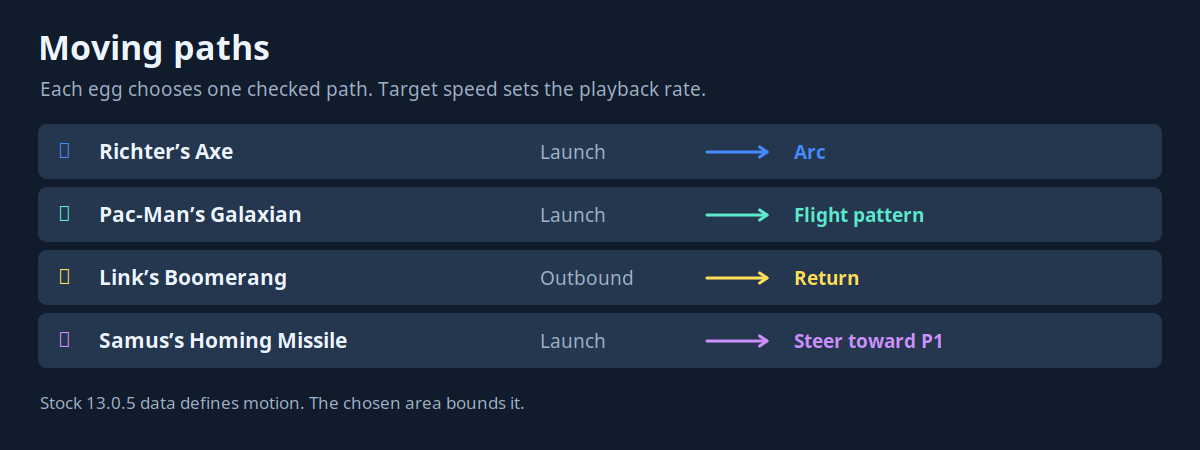 Moving paths
Each egg chooses one checked path. Target speed sets the playback rate.
Richter’s Axe Launch Arc
Pac-Man’s Galaxian Launch Flight pattern
Link’s Boomerang Outbound Return
Samus’s Homing Missile Launch Steer toward P1
Stock 13.0.5 data defines motion. The chosen area bounds it.